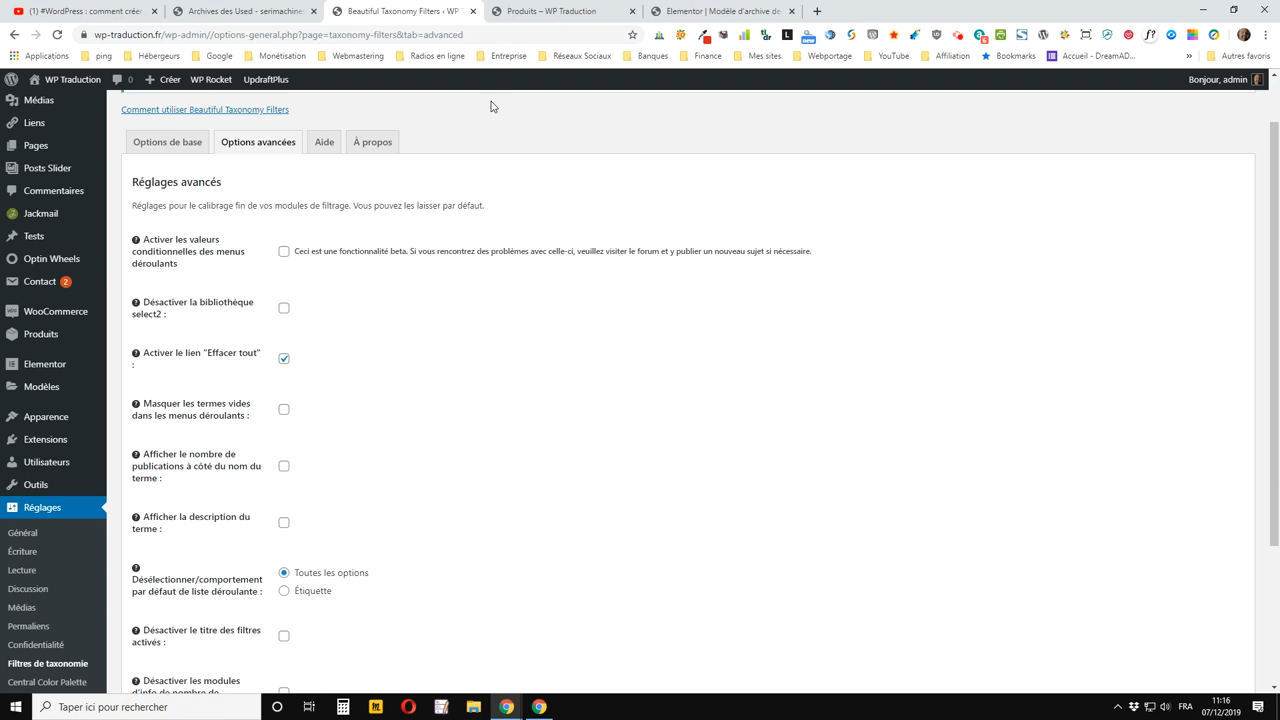 (1) #WordPress : comment créer
Archives des Used - serimachines
Beautiful Taxonomy Filters ‹ WP T
Produits – WP Traduction
Elementor | Modèle d'archive de
wp-traduction.fr/wp-admin//options-general.php?page=taxonomy-filters&tab=advanced
Applications
ping
Hébergeurs
Google
Monétisation
Webmastering
Radios en ligne
Entreprise
Réseaux Sociaux
Banques
Finance
Mes sites
Webportage
YouTube
Affiliation
Bookmarks
Accueil - DreamAD...
»
Autres favoris
WP Traduction
0
Créer
WP Rocket
UpdraftPlus
Bonjour, admin
Médias
Liens
Pages
Posts Slider
Commentaires
Jackmail
Tests
Optin Wheels
Contact 2
WooCommerce
Produits
Elementor
Modèles
Apparence
Extensions
Utilisateurs
Outils
Réglages
Général
Écriture
Lecture
Discussion
Médias
Permaliens
Confidentialité
Filtres de taxonomie
Central Color Palette
Comment utiliser Beautiful Taxonomy Filters
Options de base
Options avancées
Aide
À propos
Réglages avancés
Réglages pour le calibrage fin de vos modules de filtrage. Vous pouvez les laisser par défaut.
Activer les valeurs
conditionnelles des menus
déroulants
Ceci est une fonctionnalité beta. Si vous rencontrez des problèmes avec celle-ci, veuillez visiter le forum et y publier un nouveau sujet si nécessaire.
Désactiver la bibliothèque
select2 :
Activer le lien "Effacer tout"
:
Masquer les termes vides
dans les menus déroulants :
Afficher le nombre de
publications à côté du nom du
terme :
Afficher la description du
terme :
Désélectionner/comportement
par défaut de liste déroulante :
Toutes les options
Étiquette
Désactiver le titre des filtres
activés :
Désactiver les modules
d'info de nombre de
Taper ici pour rechercher
FRA
11:16
07/12/2019